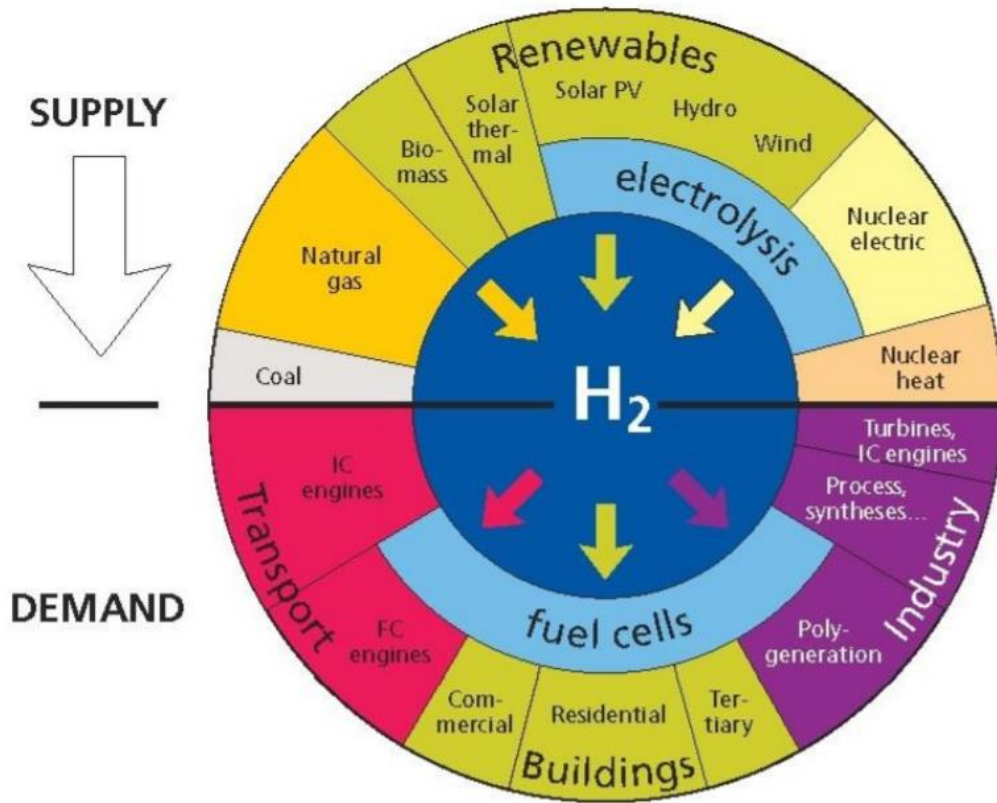 SUPPLY
Renewables
Solar PV
Hydro
Wind
Solar
ther-
mal
Bio-
mass
electrolysis
Nuclear
electric
Natural
gas
Coal
Nuclear
heat
H₂
Turbines,
IC engines
Process,
syntheses...
Industry
IC
engines
Transport
DEMAND
FC
engines
fuel cells
Poly-
generation
Com-
mercial
Residential
Ter-
tiary
Buildings